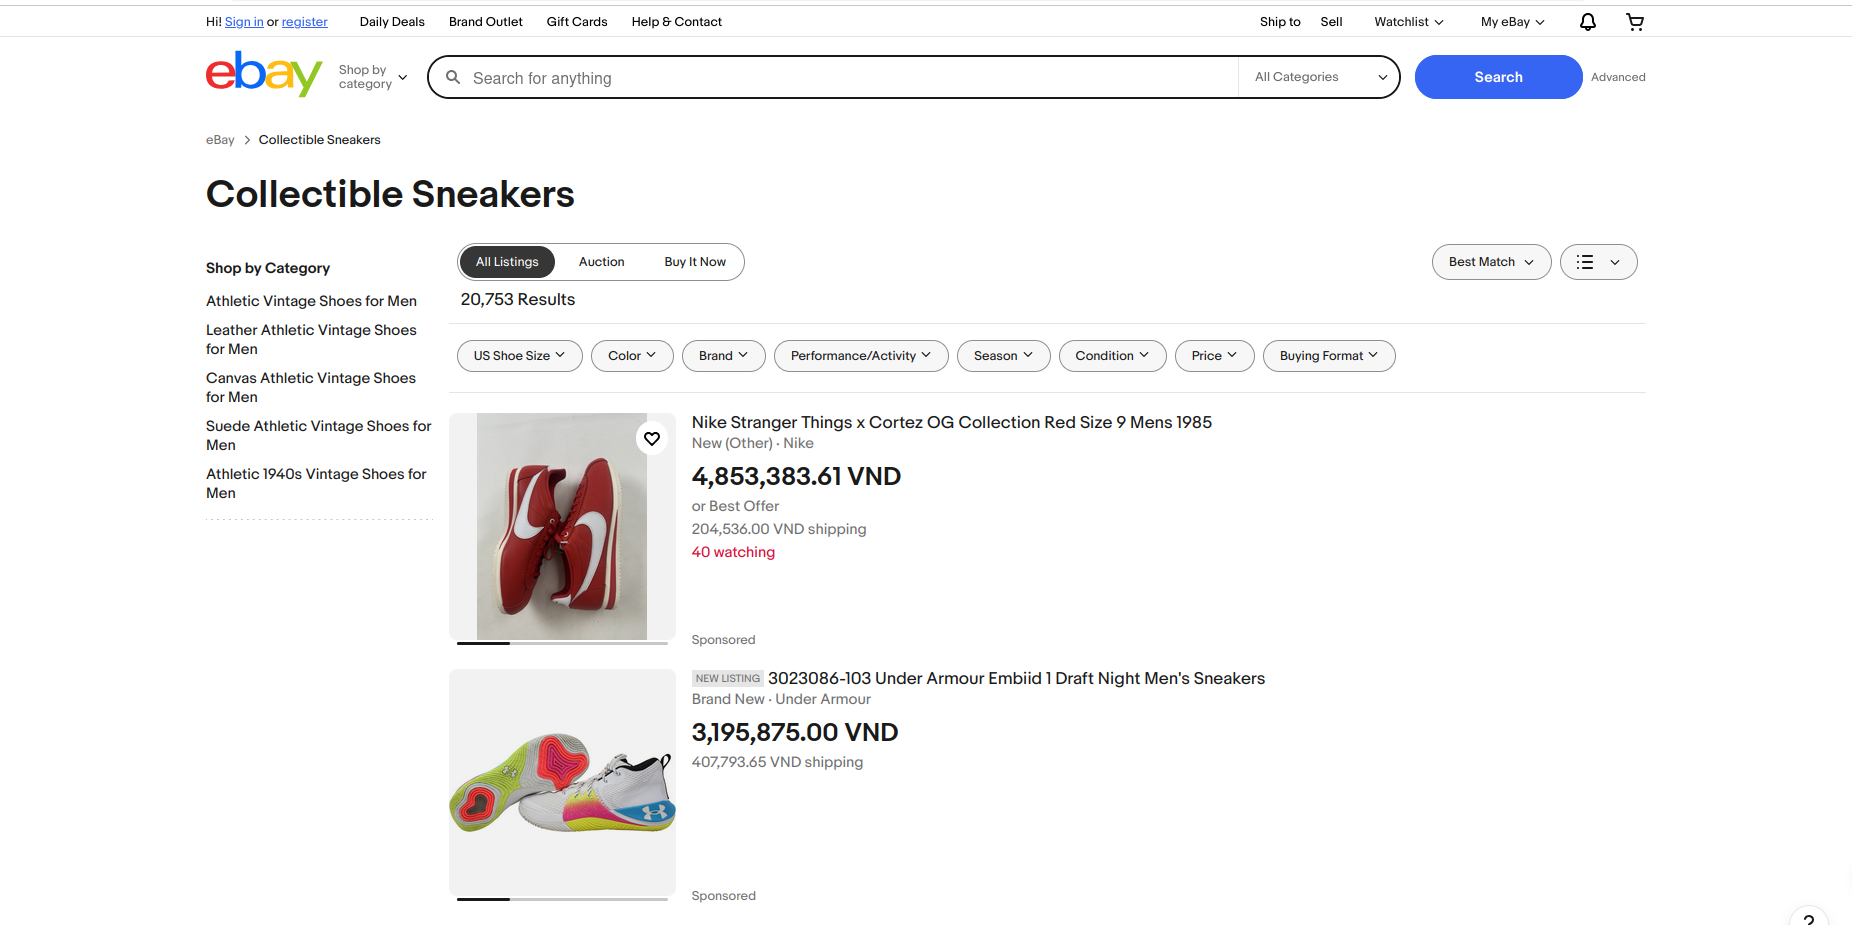 Hi! Sign in or register
Daily Deals
Brand Outlet
Gift Cards
Help & Contact
Ship to
Sell
Watchlist
My eBay
ebay
Shop by
category
Search for anything
All Categories
Search
Advanced
eBay
Collectible Sneakers
Collectible Sneakers
Shop by Category
Athletic Vintage Shoes for Men
Leather Athletic Vintage Shoes
for Men
Canvas Athletic Vintage Shoes
for Men
Suede Athletic Vintage Shoes for
Men
Athletic 1940s Vintage Shoes for
Men
All Listings
Auction
Buy It Now
Best Match
20,753 Results
US Shoe Size
Color
Brand
Performance/Activity
Season
Condition
Price
Buying Format
Nike Stranger Things x Cortez OG Collection Red Size 9 Mens 1985
New (Other) · Nike
4,853,383.61 VND
or Best Offer
204,536.00 VND shipping
40 watching
Sponsored
NEW LISTING 3023086-103 Under Armour Embiid 1 Draft Night Men's Sneakers
Brand New · Under Armour
3,195,875.00 VND
407,793.65 VND shipping
Sponsored
?